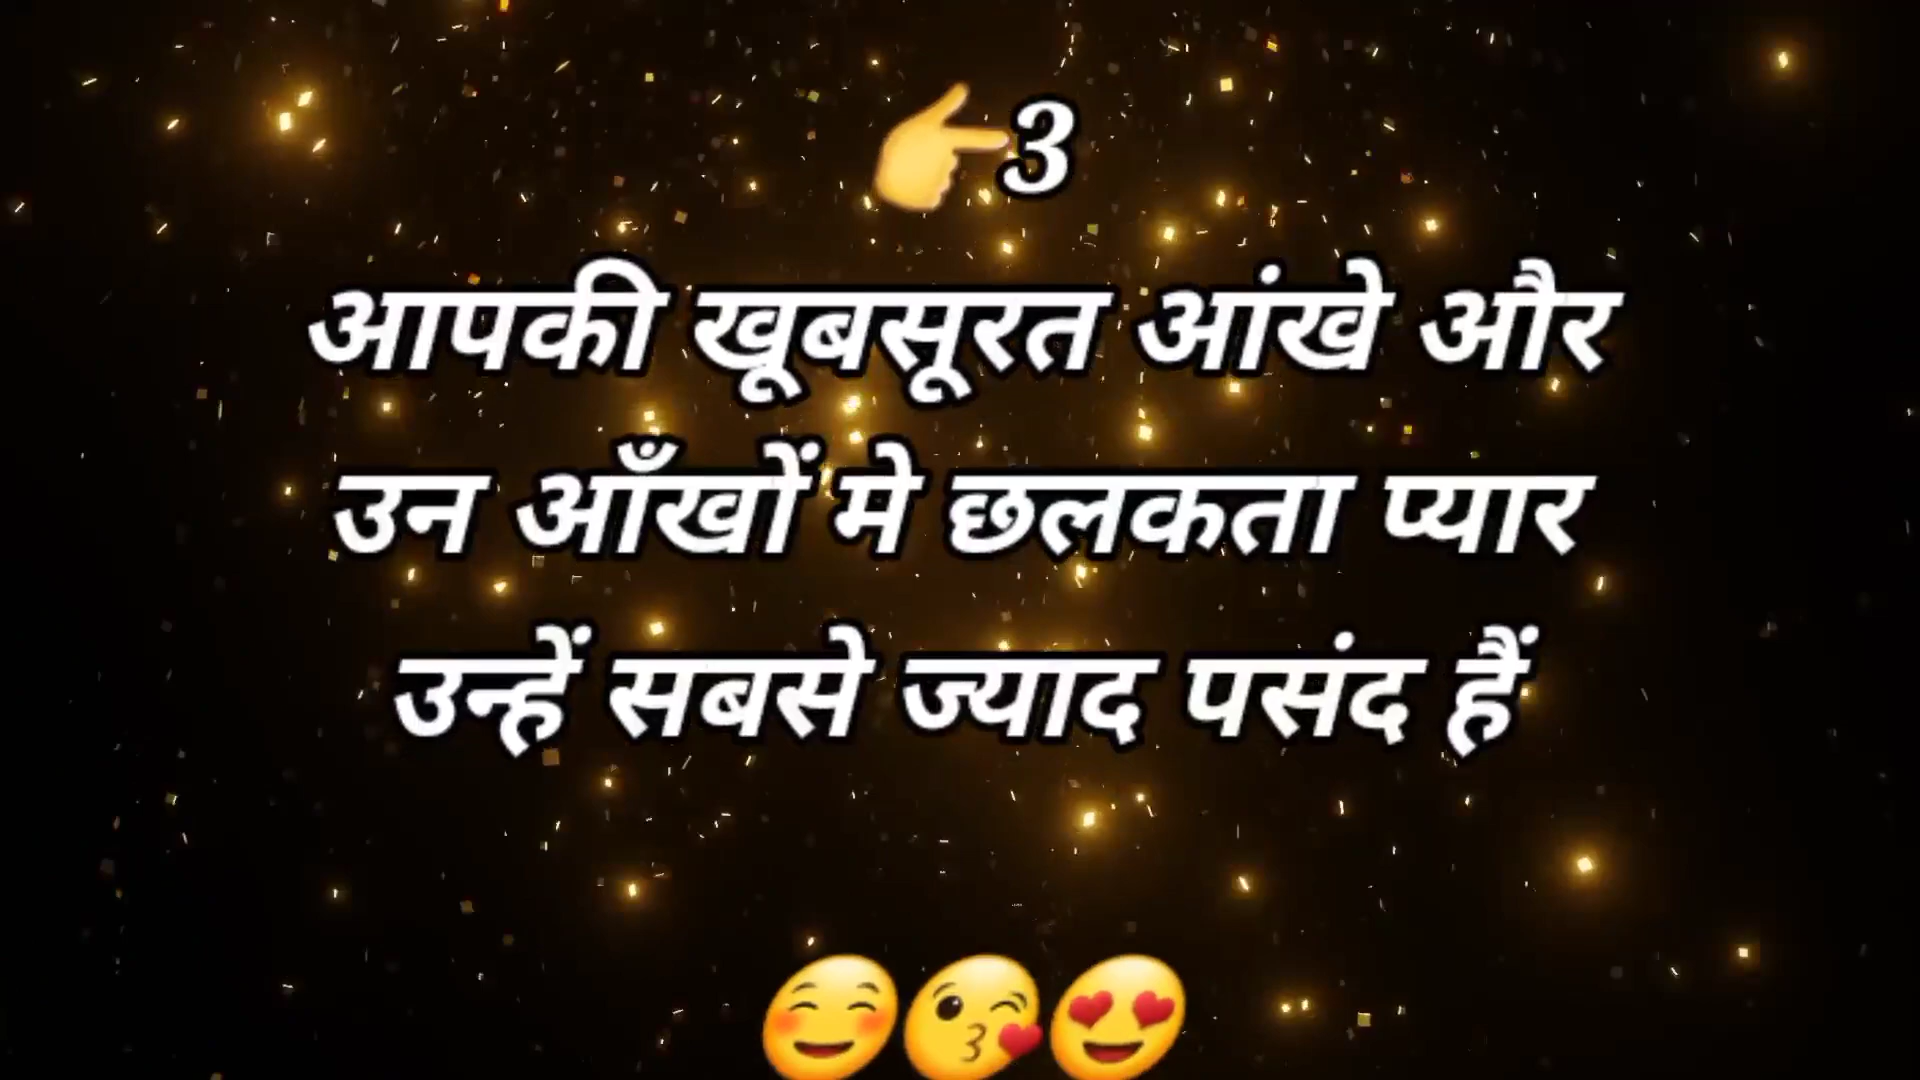 👉3
आपकी खूबसूरत आंखे और
उन आँखों मे छलकता प्यार
उन्हें सबसे ज्याद पसंद हैं
😊😘😍